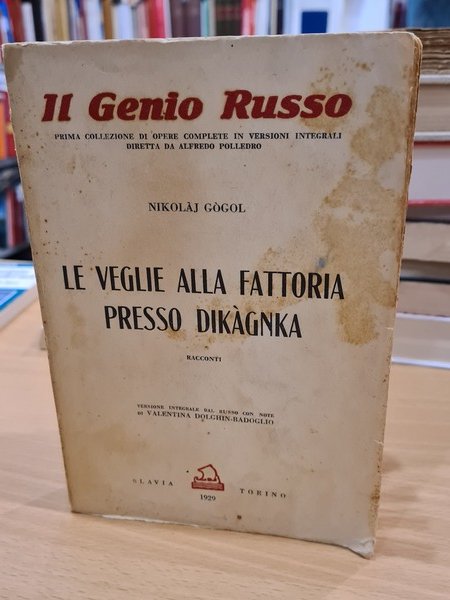 Il Genio Russo
PRIMA COLLEZIONE DI OPERE COMPLETE IN VERSIONI INTEGRALI
DIRETTA DA ALFREDO POLLEDRO
NIKOLÀJ GÒGOL
LE VEGLIE ALLA FATTORIA
PRESSO DIKÀGNKA
RACCONTI
VERSIONE INTEGRALE DAL RUSSO CON NOTE
DI VALENTINA DOLGHIN-BADOGLIO
SLAVIA TORINO
1929